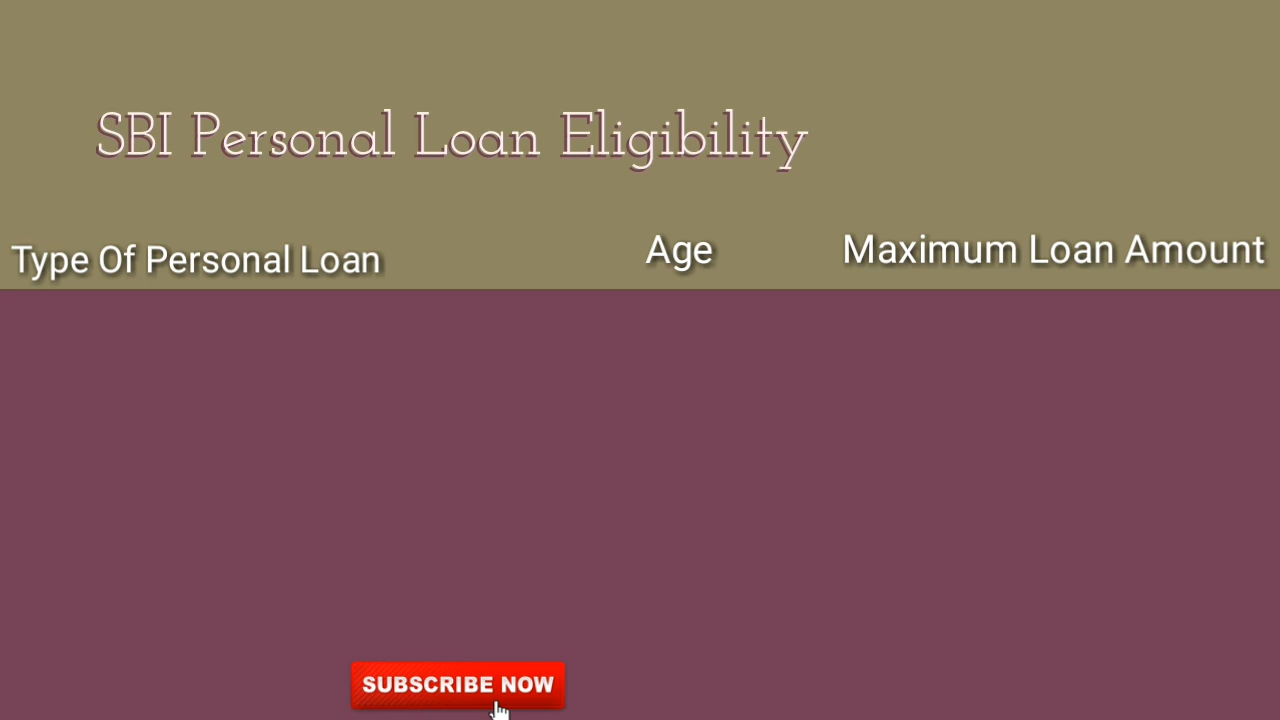 SBI Personal Loan Eligibility
Type Of Personal Loan Age Maximum Loan Amount
SUBSCRIBE NOW